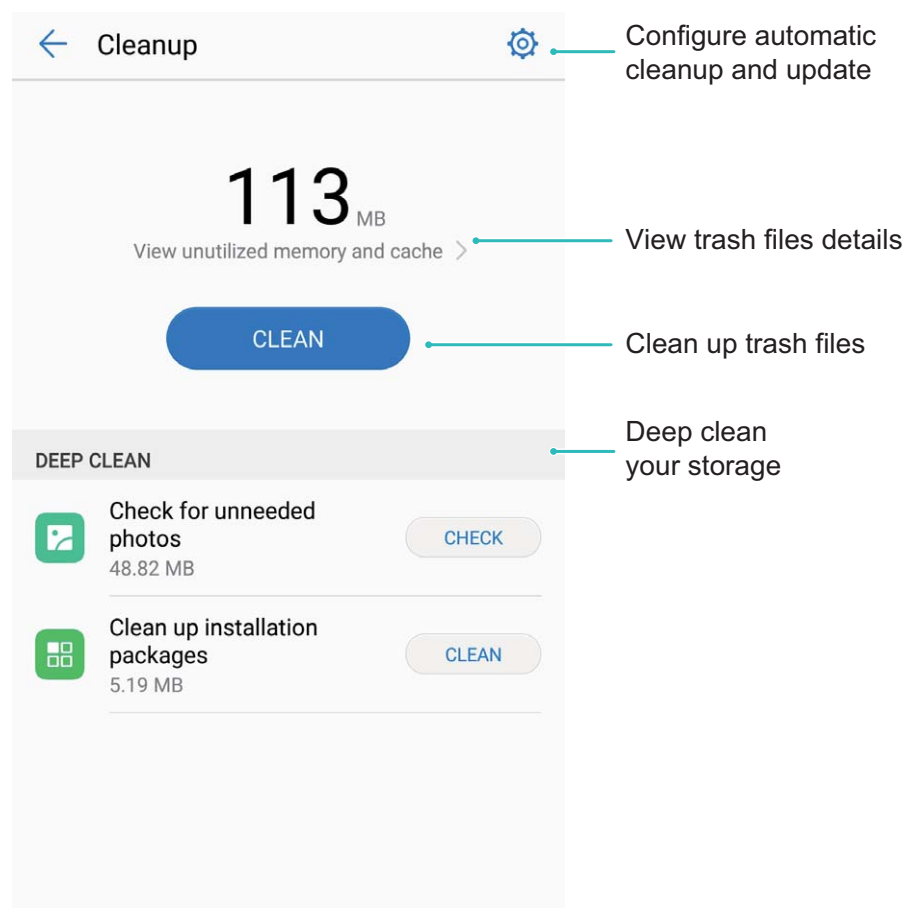 Cleanup
Configure automatic
cleanup and update
113 MB
View unutilized memory and cache
View trash files details
CLEAN
Clean up trash files
DEEP CLEAN
Deep clean
your storage
Check for unneeded
photos
48.82 MB
CHECK
Clean up installation
packages
5.19 MB
CLEAN